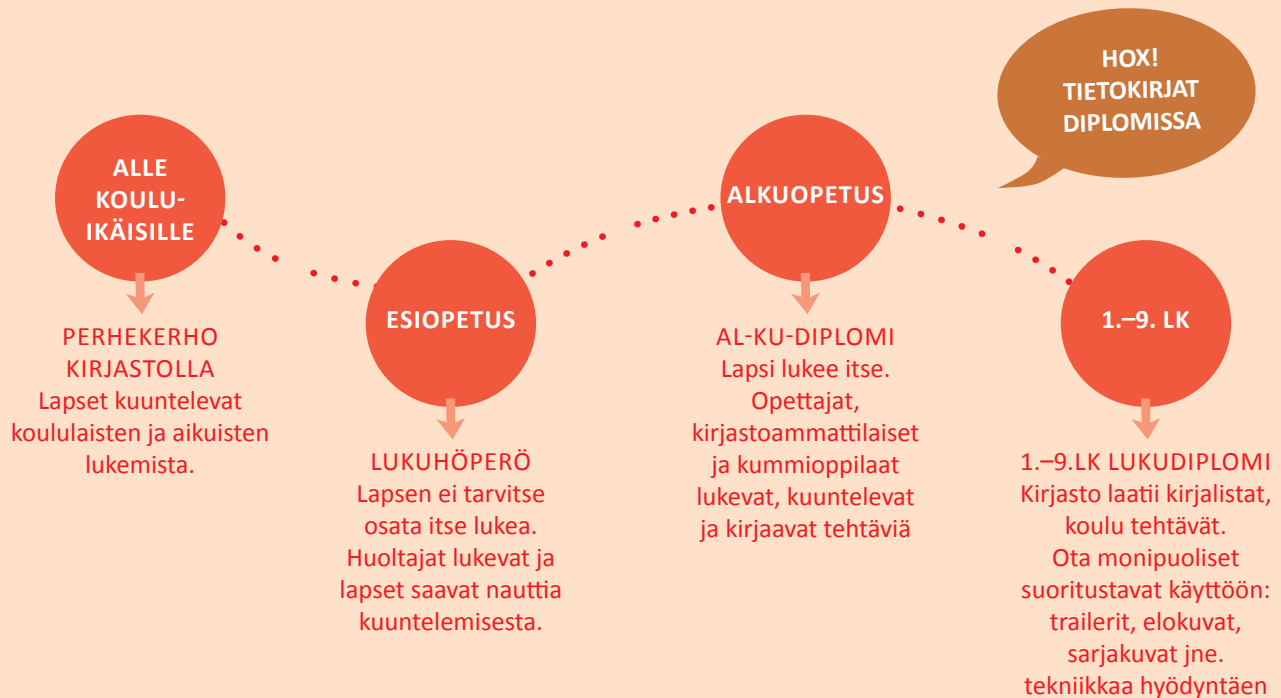 HOX!
TIETOKIRJAT
DIPLOMISSA
ALLE
KOULU-
IKÄISILLE
PERHEKERHO
KIRJASTOLLA
Lapset kuuntelevat
koululaisten ja aikuisten
lukemista.
ESIOPETUS
LUKUHÖPERÖ
Lapsen ei tarvitse
osata itse lukea.
Huoltajat lukevat ja
lapset saavat nauttia
kuuntelemisesta.
ALKUOPETUS
AL-KU-DIPLOMI
Lapsi lukee itse.
Opettajat,
kirjastoammattilaiset
ja kummioppilaat
lukevat, kuuntelevat
ja kirjaavat tehtäviä
1.–9. LK
1.–9.LK LUKUDIPLOMI
Kirjasto laatii kirjalistat,
koulu tehtävät.
Ota monipuoliset
suoritustavat käyttöön:
trailerit, elokuvat,
sarjakuvat jne.
tekniikkaa hyödyntäen